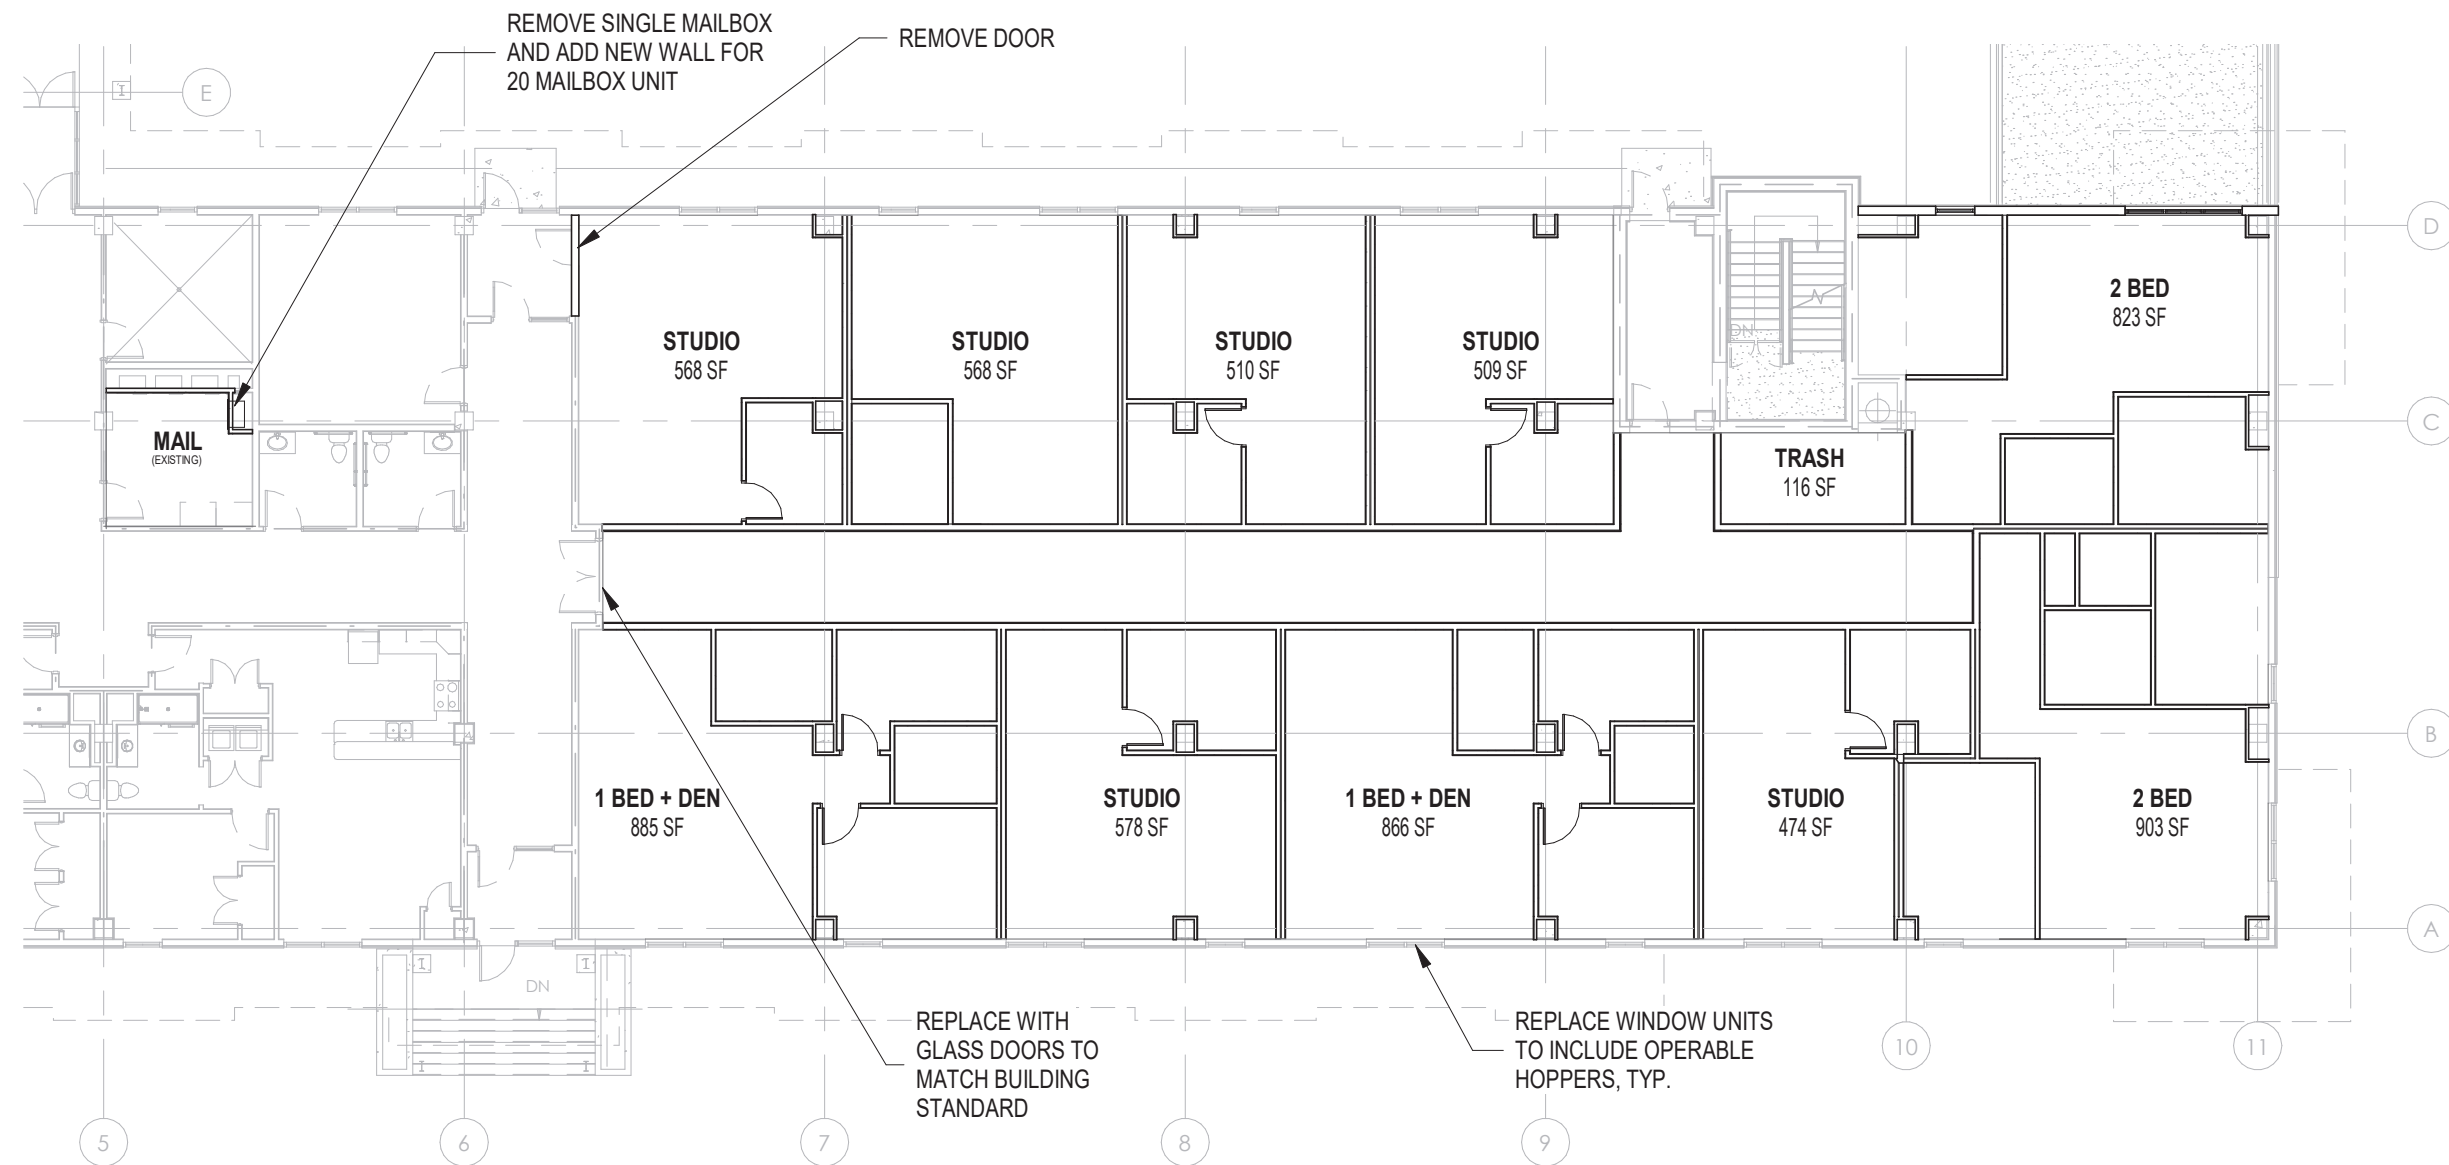 REMOVE SINGLE MAILBOX
AND ADD NEW WALL FOR
20 MAILBOX UNIT
REMOVE DOOR
E
D
2 BED
823 SF
STUDIO
568 SF
STUDIO
568 SF
STUDIO
510 SF
STUDIO
509 SF
DN
C
MAIL
(EXISTING)
TRASH
116 SF
B
1 BED + DEN
885 SF
STUDIO
578 SF
1 BED + DEN
866 SF
STUDIO
474 SF
2 BED
903 SF
A
DN
REPLACE WITH
GLASS DOORS TO
MATCH BUILDING
STANDARD
REPLACE WINDOW UNITS
TO INCLUDE OPERABLE
HOPPERS, TYP.
10
11
5
6
7
8
9